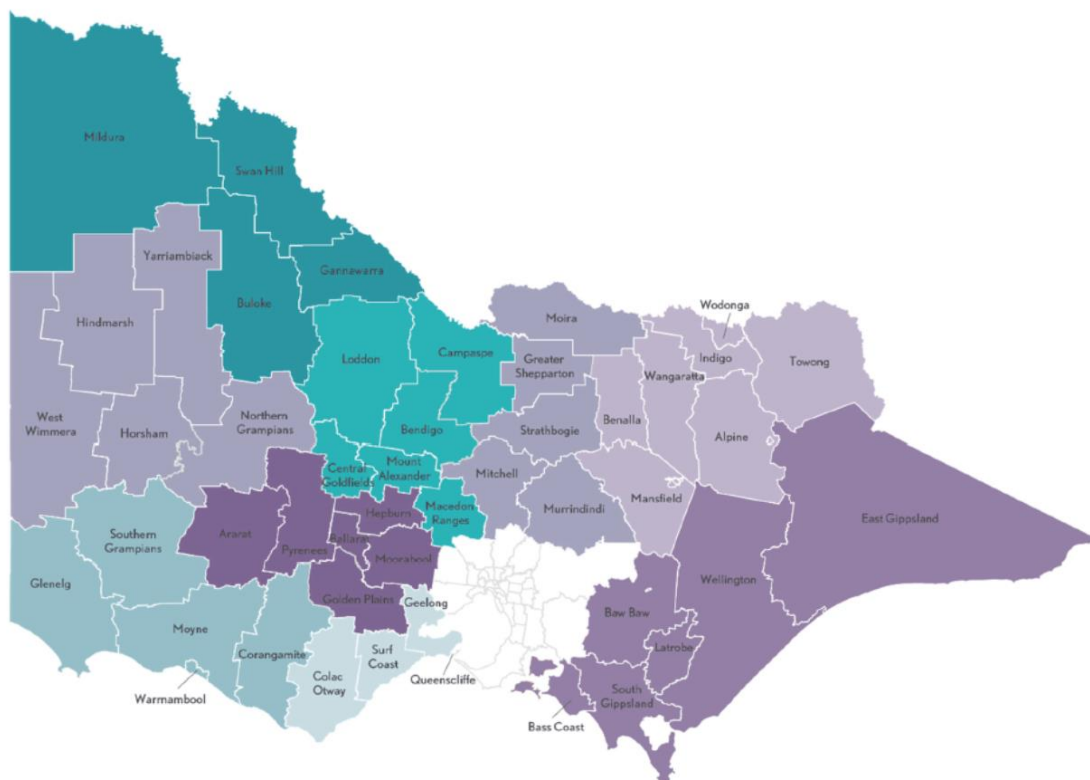 Mildura
Swan Hill
Yarriambiack
Gannawarra
Buloke
Hindmarsh
Wodonga
Moira
Indigo
Towong
Loddon
Campaspe
Greater
Shepparton
Wangaratta
West
Wimmera
Horsham
Northern
Grampians
Bendigo
Strathbogie
Benalla
Alpine
Central
Goldfields
Mount
Alexander
Mitchell
Mansfield
Murrindindi
Macedon
Ranges
Hepburn
East Gippsland
Southern
Grampians
Ararat
Pyrenees
Ballarat
Moorabool
Glenelg
Wellington
Golden Plains
Geelong
Baw Baw
Moyne
Corangamite
Surf
Coast
Latrobe
Colac
Otway
Queenscliffe
Warrnambool
South
Gippsland
Bass Coast